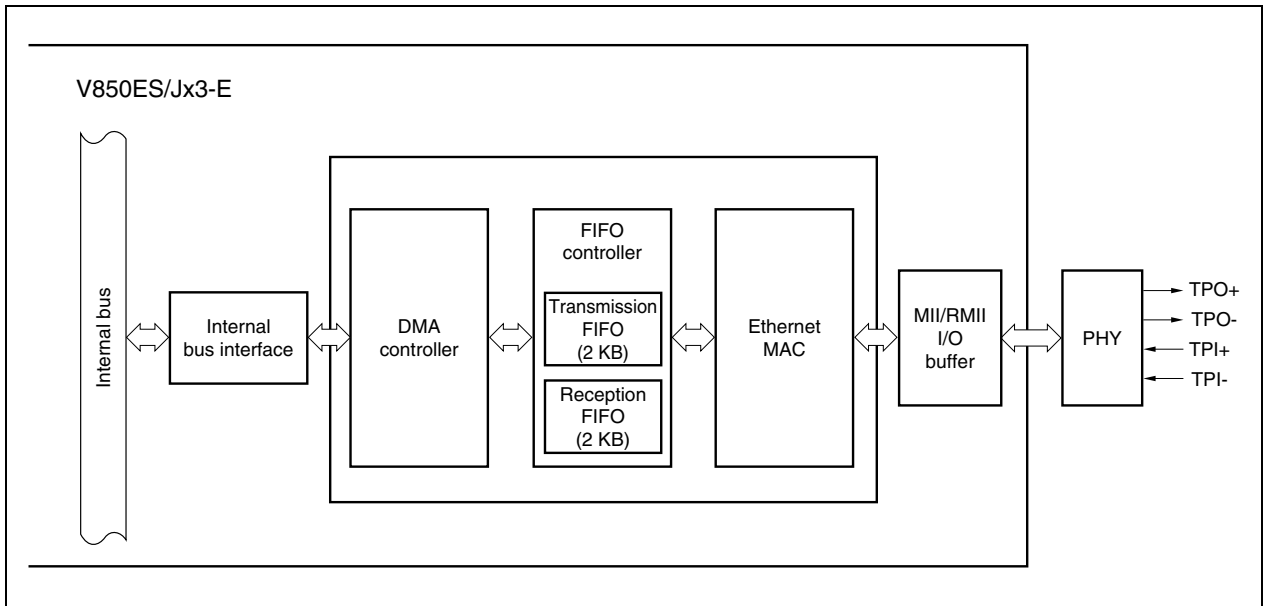 V850ES/Jx3-E
Internal bus
Internal
bus interface
DMA
controller
FIFO
controller
Transmission
FIFO
(2 KB)
Reception
FIFO
(2 KB)
Ethernet
MAC
MII/RMII
I/O
buffer
PHY
TPO+
TPO-
TPI+
TPI-